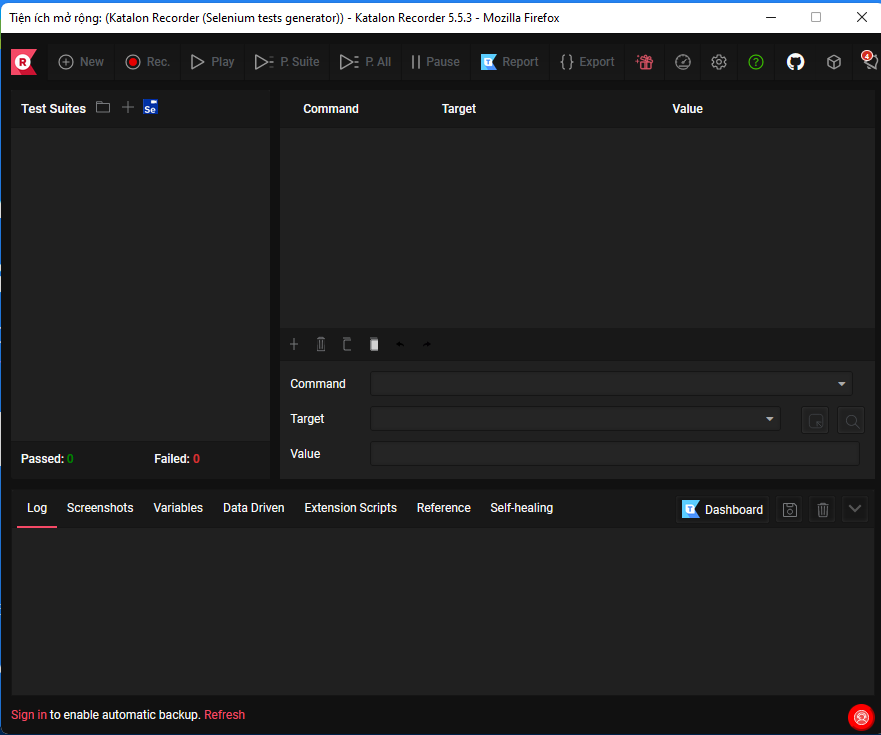 Tiện ích mở rộng: (Katalon Recorder (Selenium tests generator)) - Katalon Recorder 5.5.3 - Mozilla Firefox
R New Rec. Play P. Suite P. All Pause Report { } Export ? 4
Test Suites Se
Command Target Value
Command
Target
Value
Passed: 0 Failed: 0
Log Screenshots Variables Data Driven Extension Scripts Reference Self-healing Dashboard
Sign in to enable automatic backup. Refresh